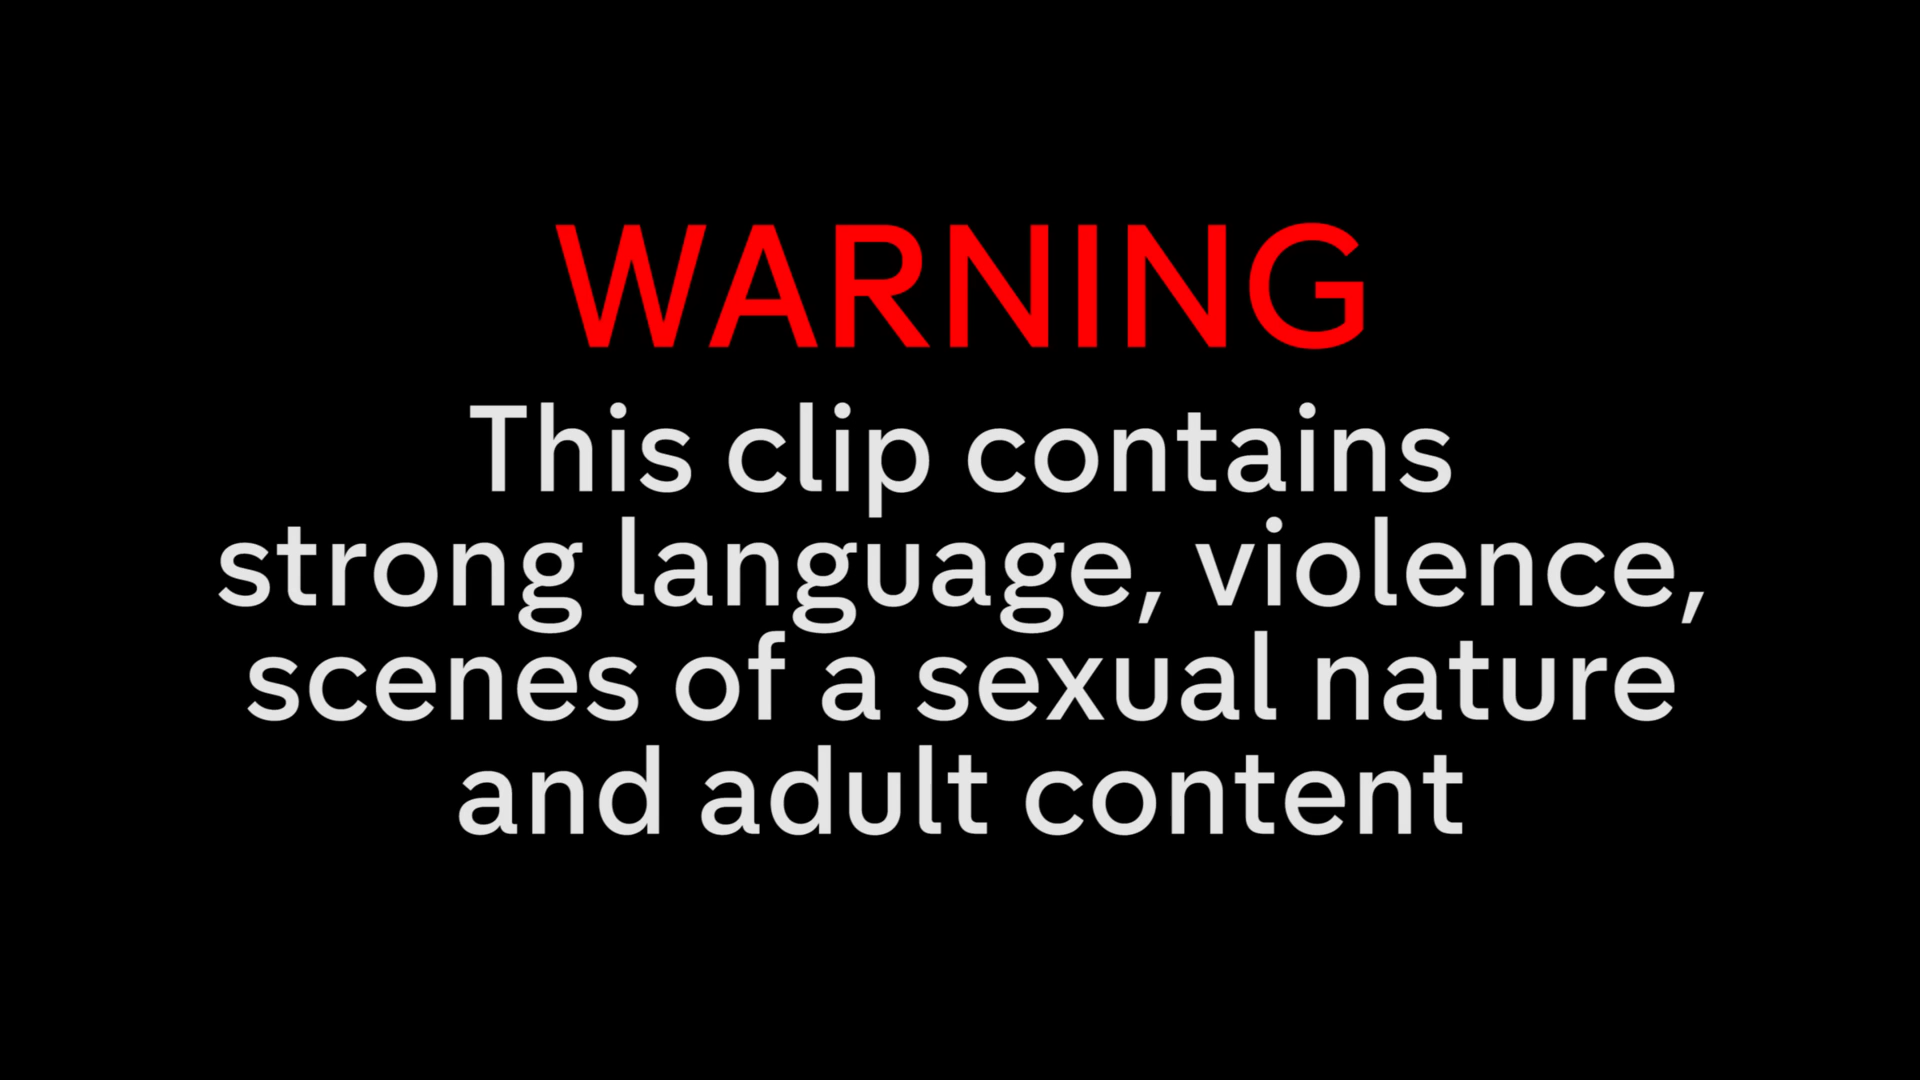 WARNING
This clip contains
strong language, violence,
scenes of a sexual nature
and adult content